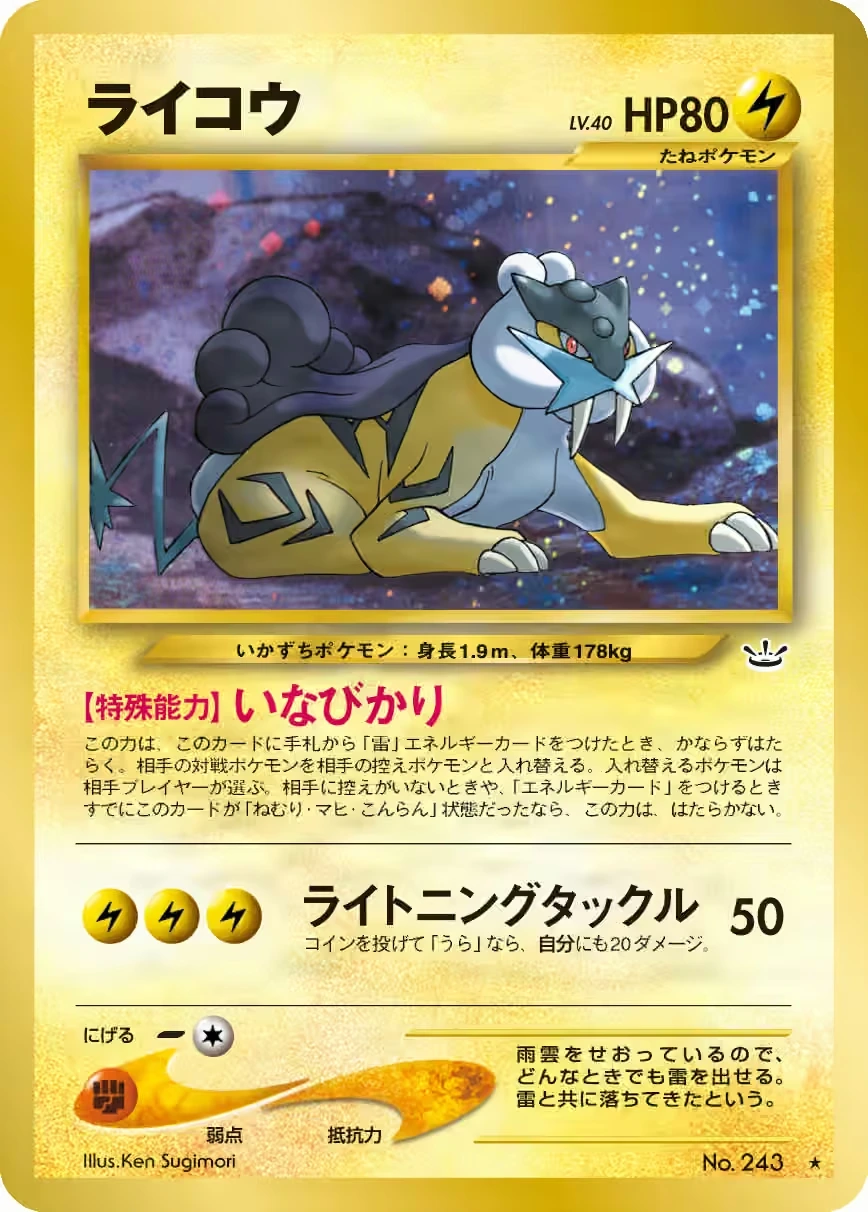 ライコウ
LV.40 HP80
たねポケモン
いかずちポケモン：身長1.9m、体重178kg
【特殊能力】いなびかり
この力は、このカードに手札から「雷」エネルギーカードをつけたとき、かならずはた
らく。相手の対戦ポケモンを相手の控えポケモンと入れ替える。入れ替えるポケモンは
相手プレイヤーが選ぶ。相手に控えがいないときや、「エネルギーカード」をつけるとき
すでにこのカードが「ねむり・マヒ・こんらん」状態だったなら、この力は、はたらかない。
ライトニングタックル 50
コインを投げて「うら」なら、自分にも20ダメージ。
にげる
弱点
抵抗力
雨雲をせおっているので、
どんなときでも雷を出せる。
雷と共に落ちてきたという。
Illus.Ken Sugimori
No. 243 ★